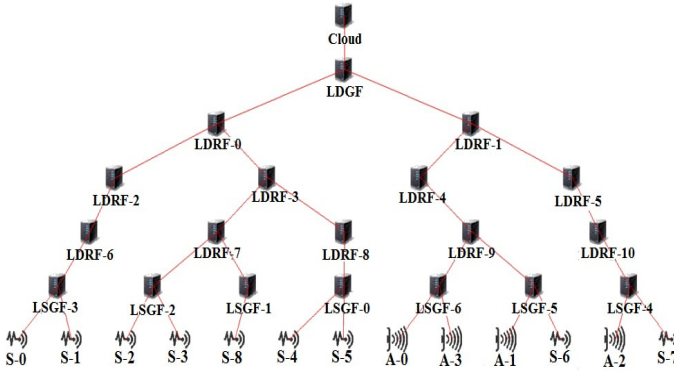 Cloud
LDGF
LDRF-0 LDRF-1
LDRF-2 LDRF-3 LDRF-4 LDRF-5
LDRF-6 LDRF-7 LDRF-8 LDRF-9 LDRF-10
LSGF-3 LSGF-2 LSGF-1 LSGF-0 LSGF-6 LSGF-5 LSGF-4
S-0 S-1 S-2 S-3 S-8 S-4 S-5 A-0 A-3 A-1 S-6 A-2 S-7